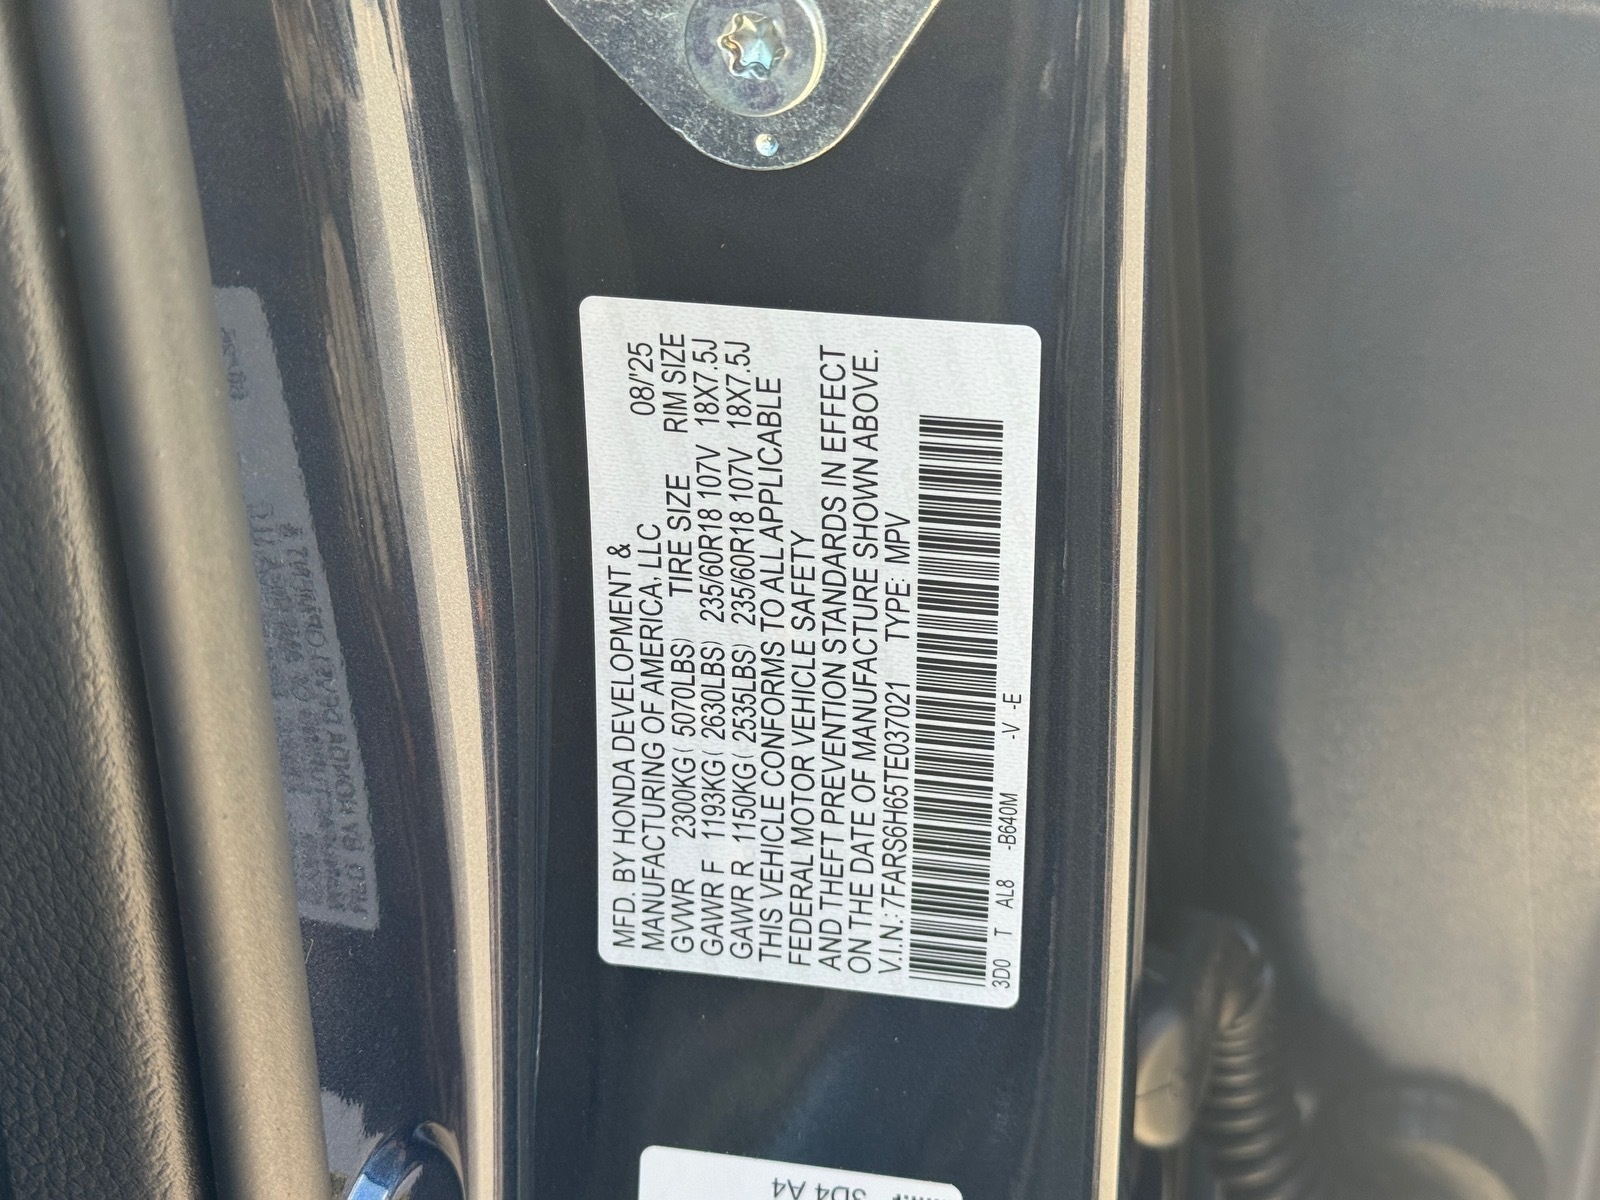 MFD. BY HONDA DEVELOPMENT &
MANUFACTURING OF AMERICA, LLC 08/'25
GVWR 2300KG ( 5070LBS) TIRE SIZE RIM SIZE
GAWR F 1193KG ( 2630LBS) 235/60R18 107V 18X7.5J
GAWR R 1150KG ( 2535LBS) 235/60R18 107V 18X7.5J
THIS VEHICLE CONFORMS TO ALL APPLICABLE
FEDERAL MOTOR VEHICLE SAFETY
AND THEFT PREVENTION STANDARDS IN EFFECT
ON THE DATE OF MANUFACTURE SHOWN ABOVE.
V.I.N.: 7FARS6H65TE037021 TYPE: MPV
3D0 T AL8 -B640M -V -E
3D4 A4